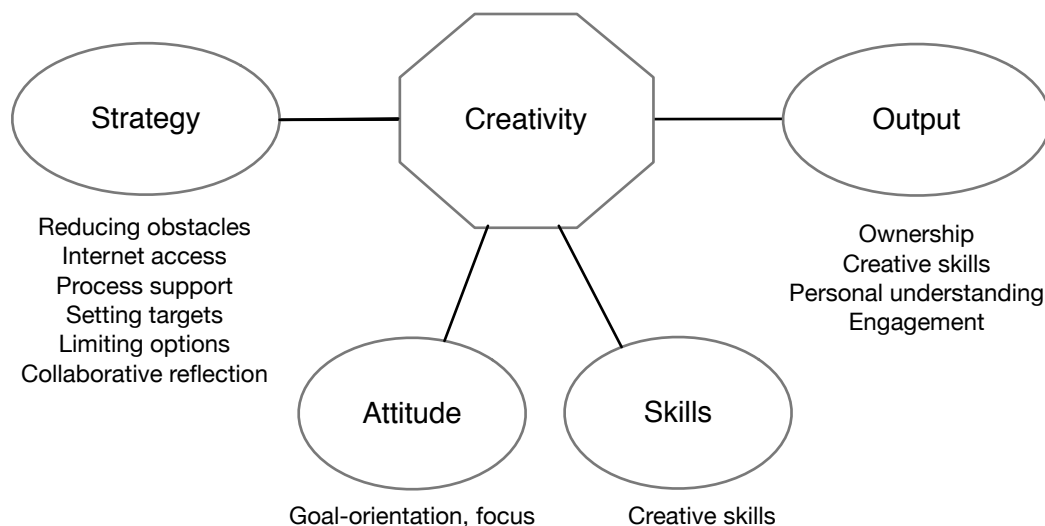 Strategy
Creativity
Output
Reducing obstacles
Internet access
Process support
Setting targets
Limiting options
Collaborative reflection
Ownership
Creative skills
Personal understanding
Engagement
Attitude
Skills
Goal-orientation, focus
Creative skills